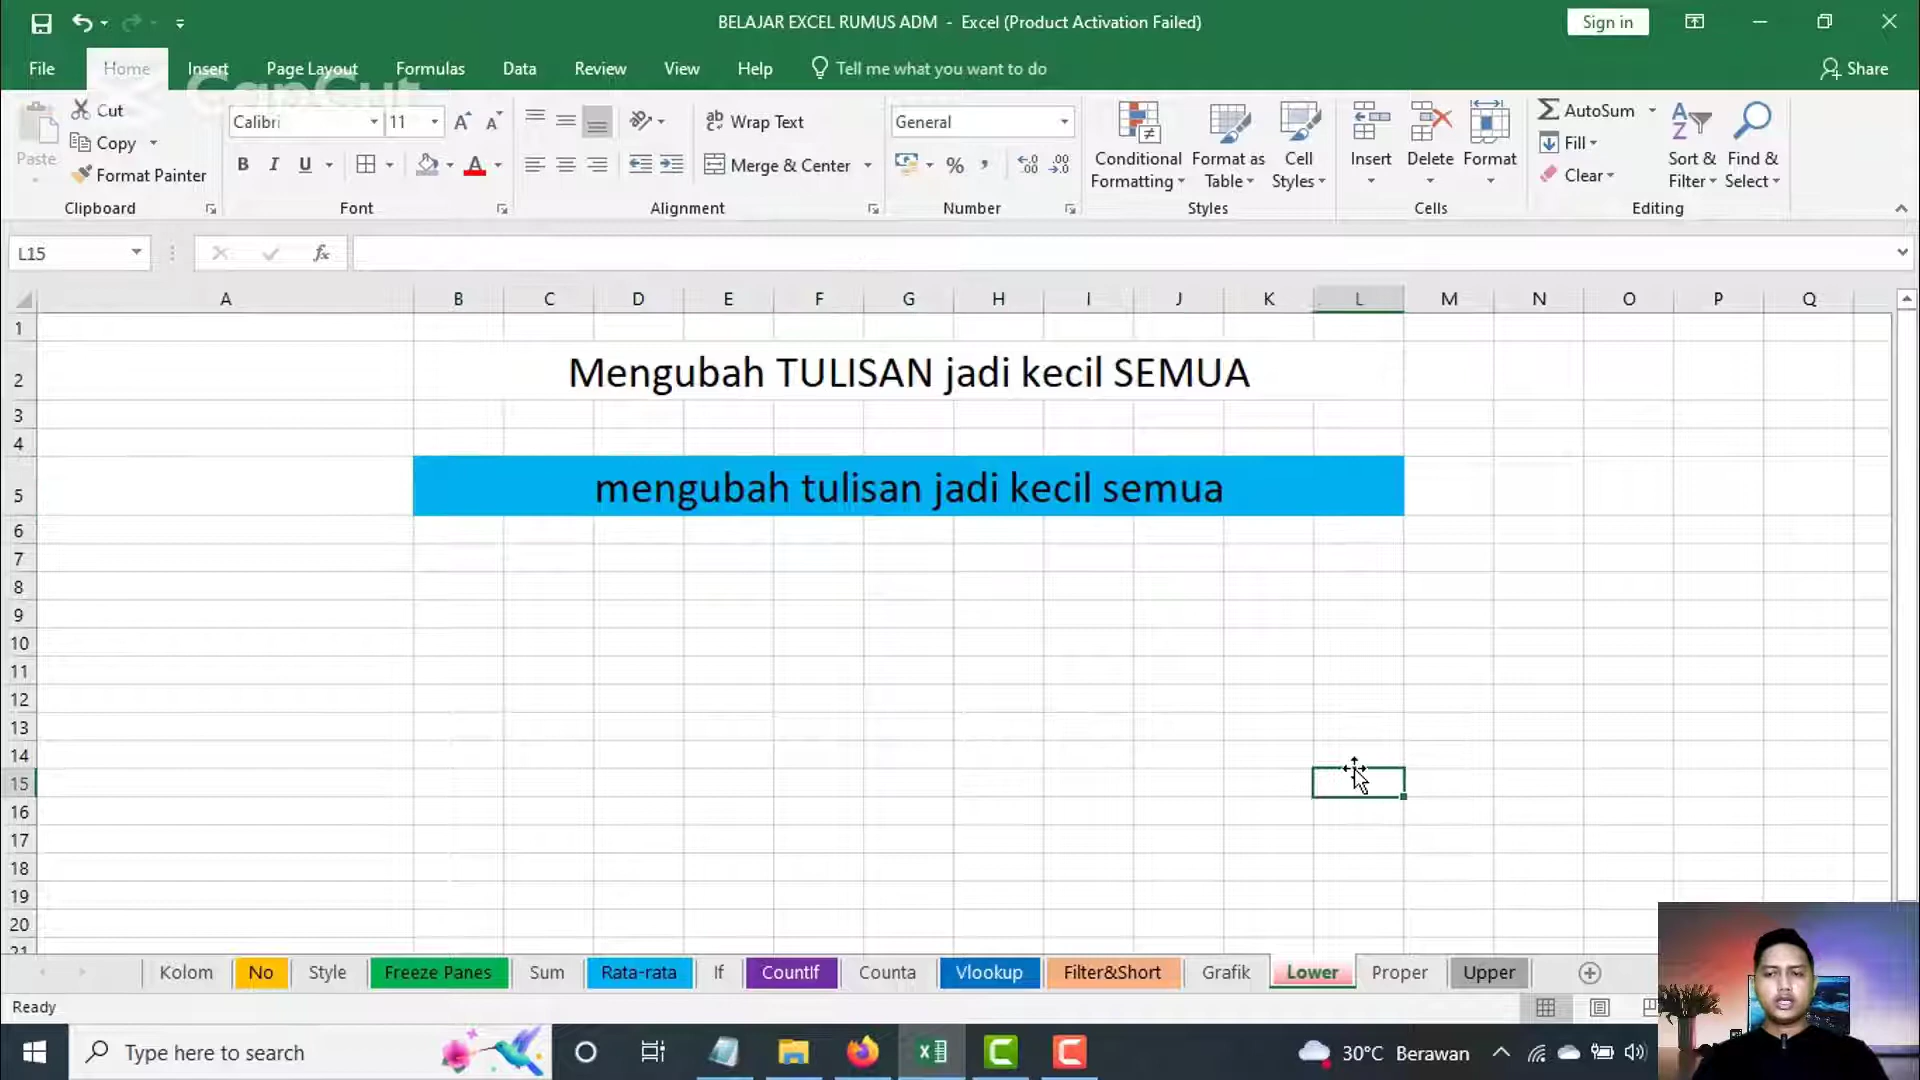 BELAJAR EXCEL RUMUS ADM - Excel (Product Activation Failed)
Sign in
File Home Insert Page Layout Formulas Data Review View Help Tell me what you want to do Share
CapCut
Paste
Cut
Copy
Format Painter
Clipboard
Calibri 11
B I U A
Font
ab Wrap Text
Merge & Center
Alignment
General
% ,
Number
Conditional Formatting
Format as Table
Cell Styles
Styles
Insert
Delete
Format
Cells
AutoSum
Fill
Clear
Sort & Filter
Find & Select
Editing
L15
fx
A B C D E F G H I J K L M N O P Q
1
2 Mengubah TULISAN jadi kecil SEMUA
3
4
5 mengubah tulisan jadi kecil semua
6
7
8
9
10
11
12
13
14
15
16
17
18
19
20
21
Kolom No Style Freeze Panes Sum Rata-rata If CountIf Counta Vlookup Filter&Short Grafik Lower Proper Upper
Ready
Type here to search
30°C Berawan